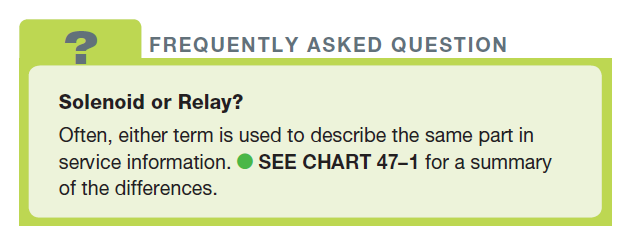 ?
FREQUENTLY ASKED QUESTION
Solenoid or Relay?
Often, either term is used to describe the same part in
service information. ● SEE CHART 47–1 for a summary
of the differences.